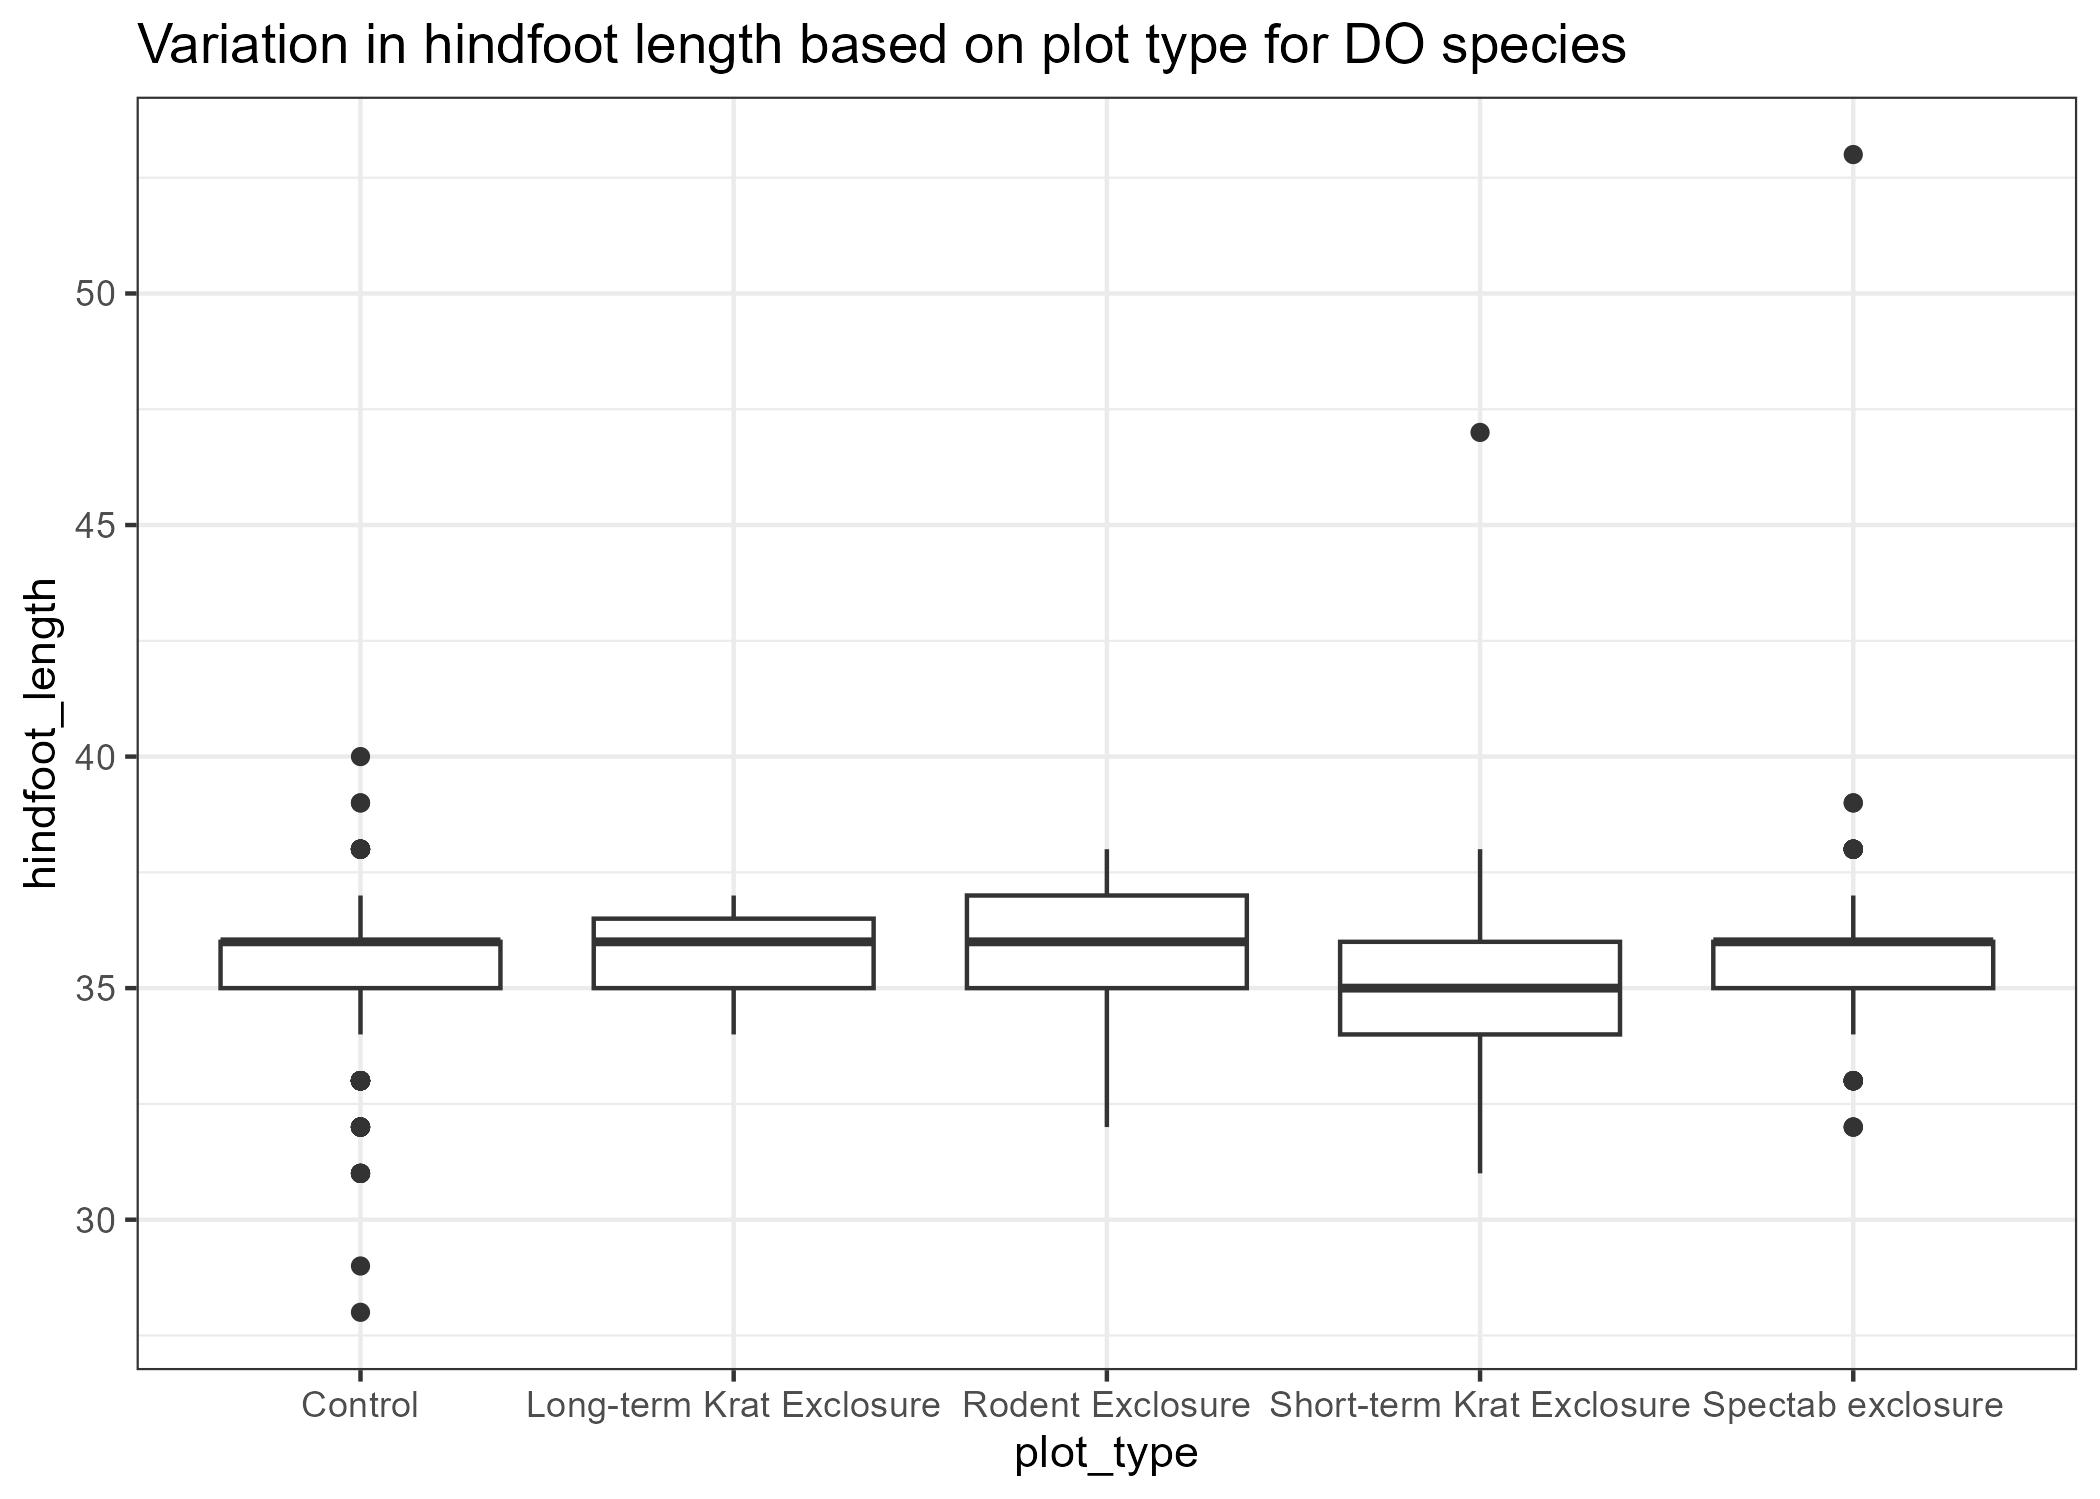 Variation in hindfoot length based on plot type for DO species
hindfoot_length
50
45
40
35
30
Control Long-term Krat Exclosure Rodent Exclosure Short-term Krat Exclosure Spectab exclosure
plot_type